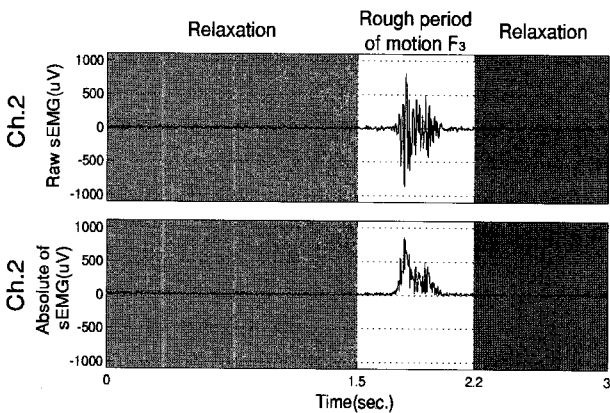 Relaxation
Rough period
of motion F₃
Relaxation
Ch.2
Raw sEMG(uV)
1000
500
0
-500
-1000
Ch.2
Absolute of
sEMG(uV)
1000
500
0
-500
-1000
0
1.5
2.2
3
Time(sec.)